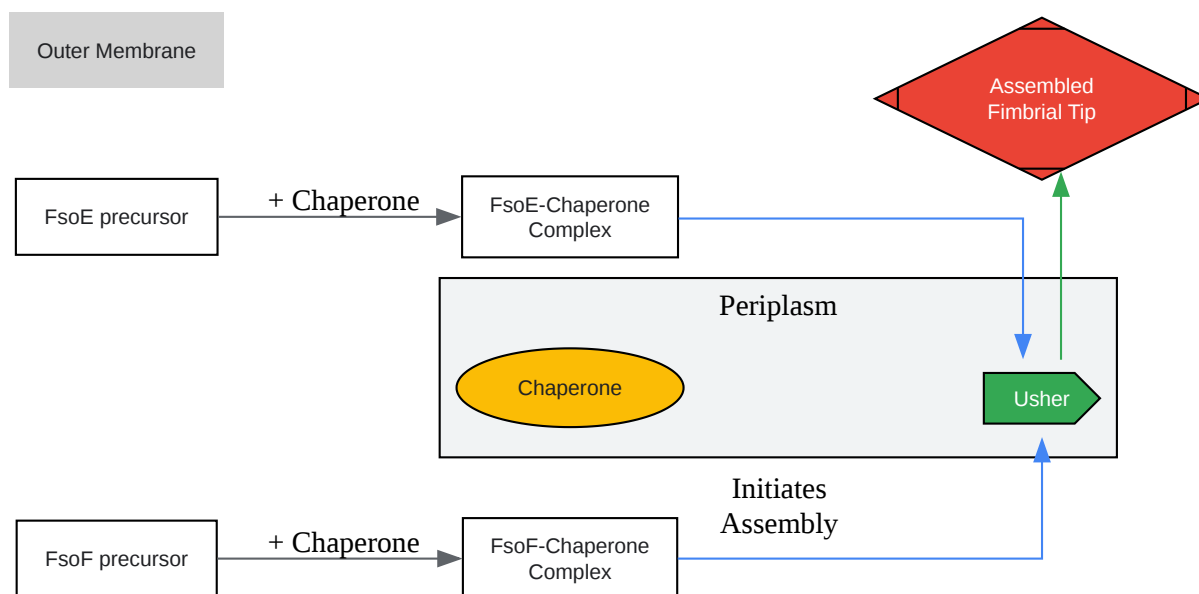 Outer Membrane
Assembled
Fimbrial Tip
FsoE precursor
+ Chaperone
FsoE-Chaperone
Complex
Periplasm
Chaperone
Usher
Initiates
Assembly
FsoF precursor
+ Chaperone
FsoF-Chaperone
Complex